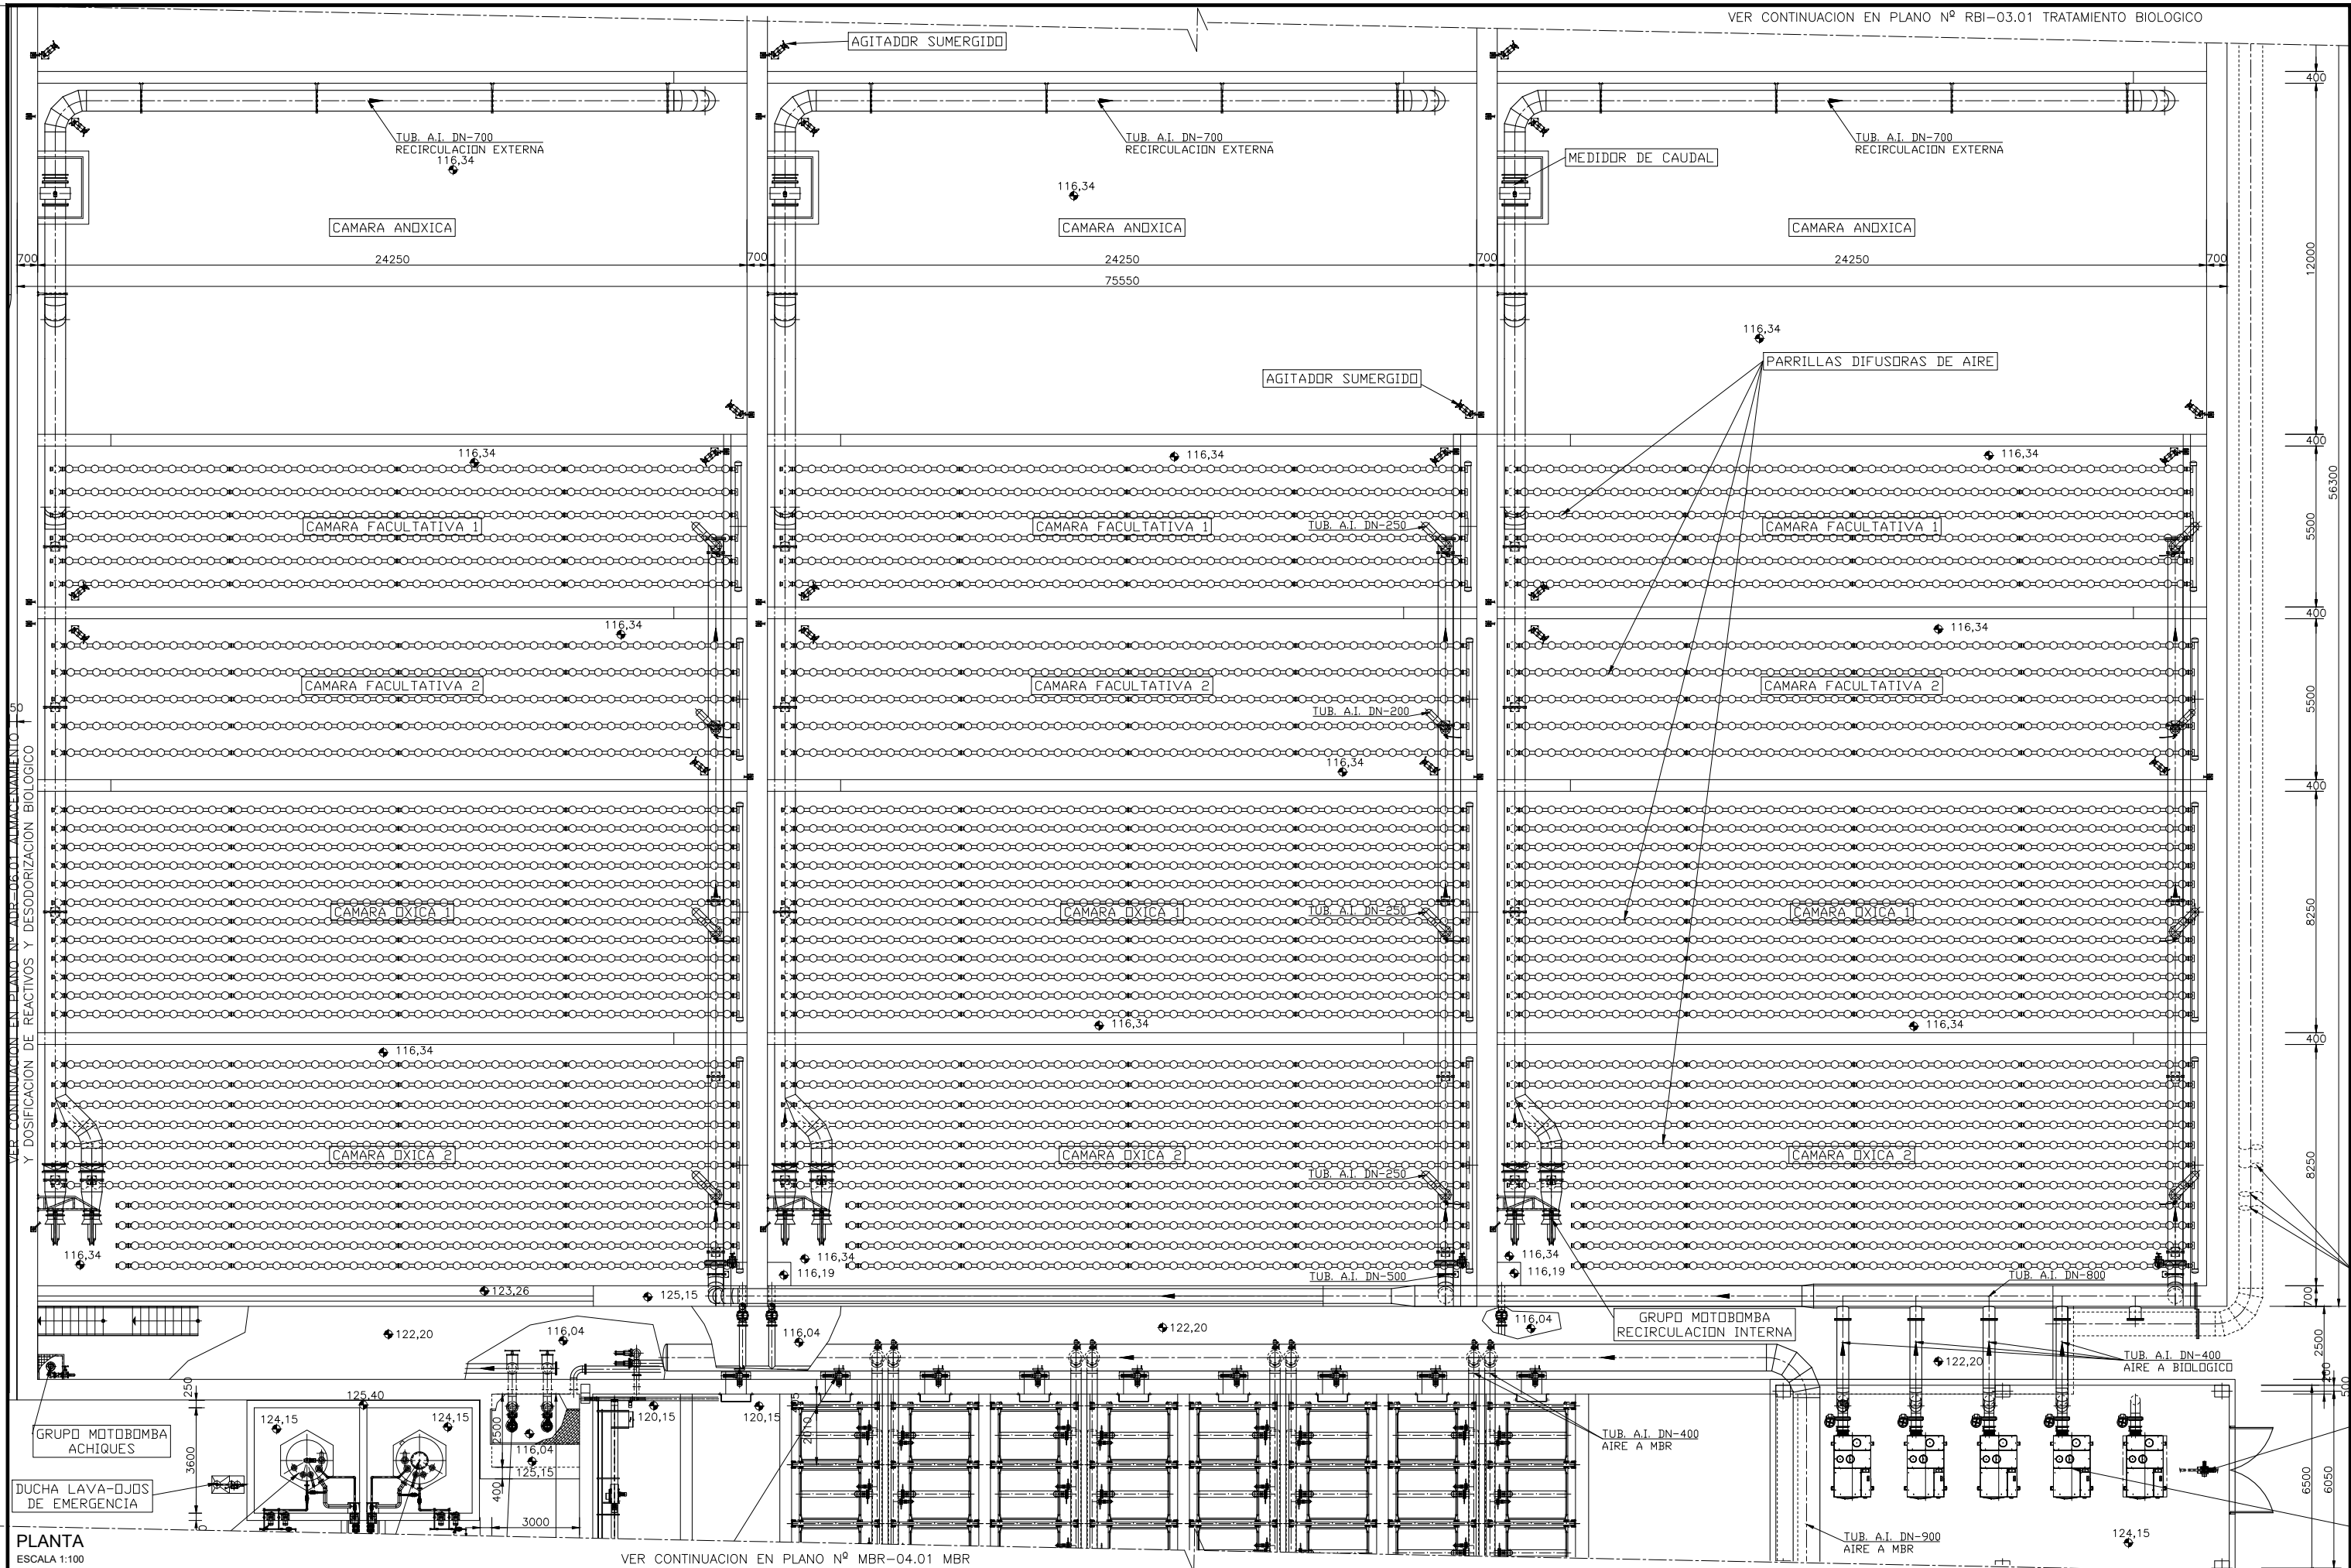 VER CONTINUACION EN PLANO Nº RBI-03.01 TRATAMIENTO BIOLOGICO
AGITADOR SUMERGIDO
400
TUB. A.I. DN-700
RECIRCULACION EXTERNA
116,34
TUB. A.I. DN-700
RECIRCULACION EXTERNA
116,34
TUB. A.I. DN-700
RECIRCULACION EXTERNA
MEDIDOR DE CAUDAL
CAMARA ANOXICA
CAMARA ANOXICA
CAMARA ANOXICA
700
24250
700
24250
700
24250
700
12000
75550
116,34
PARRILLAS DIFUSORAS DE AIRE
AGITADOR SUMERGIDO
400
116,34
116,34
116,34
56300
CAMARA FACULTATIVA 1
CAMARA FACULTATIVA 1
TUB. A.I. DN-250
CAMARA FACULTATIVA 1
5500
400
116,34
116,34
CAMARA FACULTATIVA 2
CAMARA FACULTATIVA 2
CAMARA FACULTATIVA 2
5500
TUB. A.I. DN-200
50
116,34
400
VER CONTINUACION EN PLANO Nº ADR-06.01 ALMACENAMIENTO
Y DOSIFICACION DE REACTIVOS Y DESODORIZACION BIOLOGICO
CAMARA OXICA 1
CAMARA OXICA 1
TUB. A.I. DN-250
CAMARA OXICA 1
8250
116,34
116,34
400
116,34
CAMARA OXICA 2
CAMARA OXICA 2
CAMARA OXICA 2
8250
TUB. A.I. DN-250
116,34
116,34
116,34
116,19
116,19
TUB. A.I. DN-500
TUB. A.I. DN-800
123,26
125,15
700
122,20
116,04
116,04
122,20
116,04
GRUPO MOTOBOMBA
RECIRCULACION INTERNA
2500
TUB. A.I. DN-400
AIRE A BIOLOGICO
122,20
200
500
250
125,40
124,15
124,15
2500
120,15
120,15
2010
GRUPO MOTOBOMBA
ACHIQUES
116,04
TUB. A.I. DN-400
AIRE A MBR
3600
125,15
DUCHA LAVA-OJOS
DE EMERGENCIA
400
6500
6050
3000
TUB. A.I. DN-900
AIRE A MBR
124,15
PLANTA
ESCALA 1:100
VER CONTINUACION EN PLANO Nº MBR-04.01 MBR